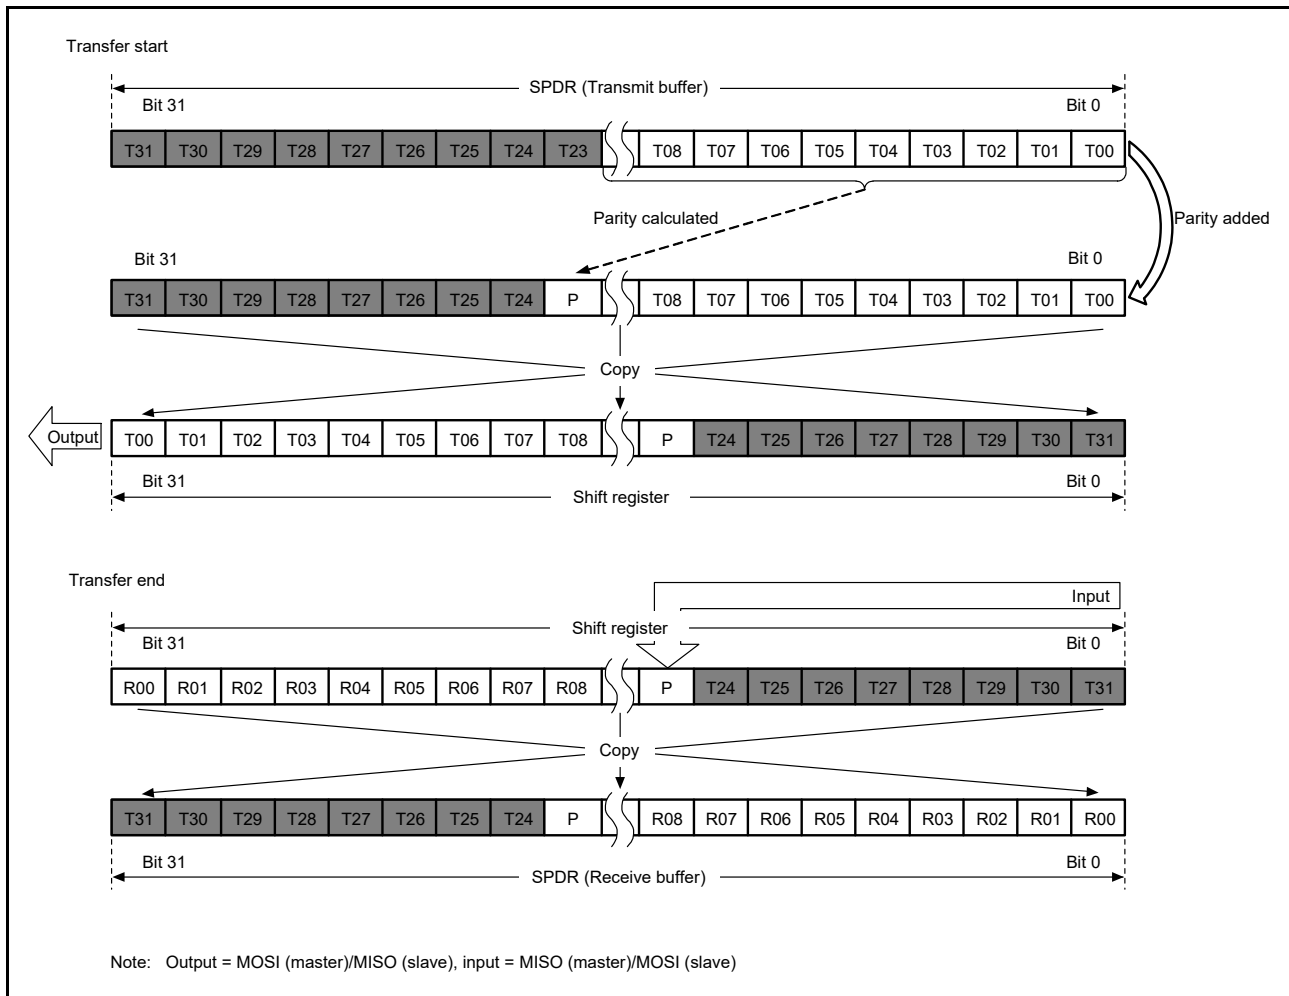 Transfer start
SPDR (Transmit buffer)
Bit 31 Bit 0
T31 T30 T29 T28 T27 T26 T25 T24 T23 T08 T07 T06 T05 T04 T03 T02 T01 T00
Parity calculated Parity added
Bit 31 Bit 0
T31 T30 T29 T28 T27 T26 T25 T24 P T08 T07 T06 T05 T04 T03 T02 T01 T00
Copy
Output T00 T01 T02 T03 T04 T05 T06 T07 T08 P T24 T25 T26 T27 T28 T29 T30 T31
Bit 31 Bit 0
Shift register
Transfer end
Input
Shift register
Bit 31 Bit 0
R00 R01 R02 R03 R04 R05 R06 R07 R08 P T24 T25 T26 T27 T28 T29 T30 T31
Copy
T31 T30 T29 T28 T27 T26 T25 T24 P R08 R07 R06 R05 R04 R03 R02 R01 R00
Bit 31 Bit 0
SPDR (Receive buffer)
Note: Output = MOSI (master)/MISO (slave), input = MISO (master)/MOSI (slave)